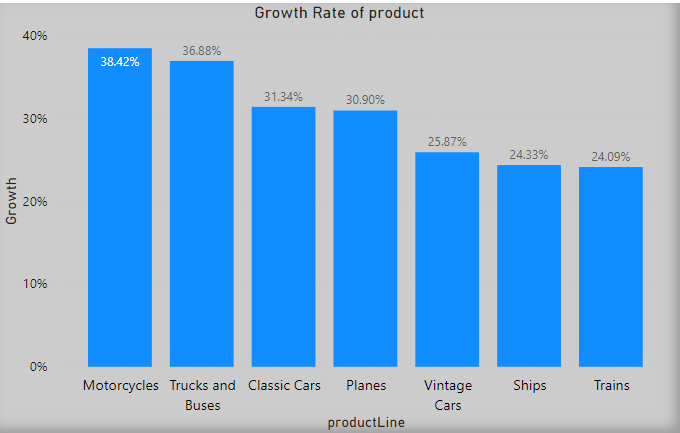 Growth Rate of product
40%
30%
20%
10%
0%
Growth
38.42%
36.88%
31.34%
30.90%
25.87%
24.33%
24.09%
Motorcycles
Trucks and
Buses
Classic Cars
Planes
Vintage
Cars
Ships
Trains
productLine